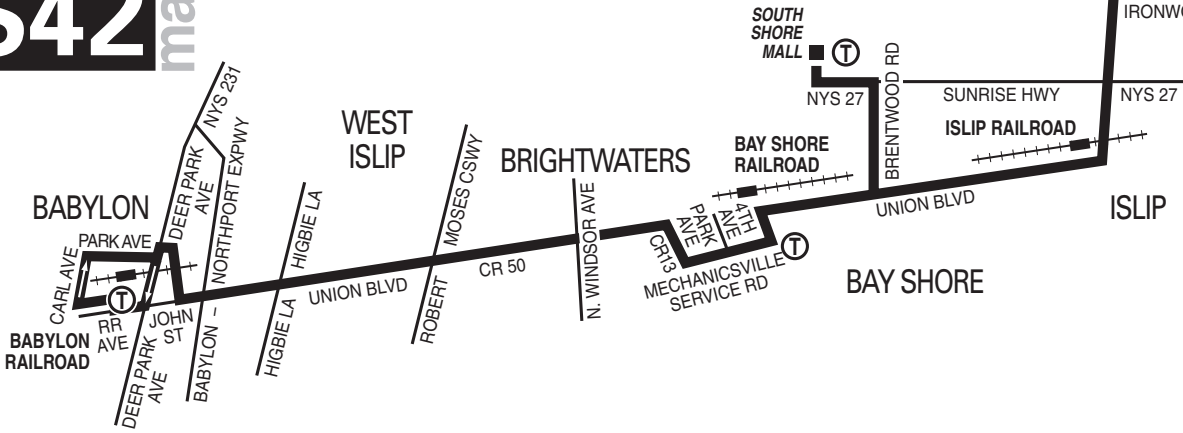 S42
SOUTH
SHORE
MALL
T
NYS 27
BRENTWOOD RD
SUNRISE HWY
NYS 27
ISLIP RAILROAD
NYS 231
WEST
ISLIP
BRIGHTWATERS
BAY SHORE
RAILROAD
BABYLON
PARK AVE
DEER PARK
AVE
NORTHPORT EXPWY
HIGBIE LA
MOSES CSWY
N. WINDSOR AVE
PARK
AVE
4TH
AVE
UNION BLVD
ISLIP
CARL AVE
T
RR
AVE
JOHN
ST
BABYLON
RAILROAD
DEER PARK
AVE
BABYLON –
HIGBIE LA
UNION BLVD
ROBERT
CR 50
CR13
MECHANICSVILLE
SERVICE RD
T
BAY SHORE